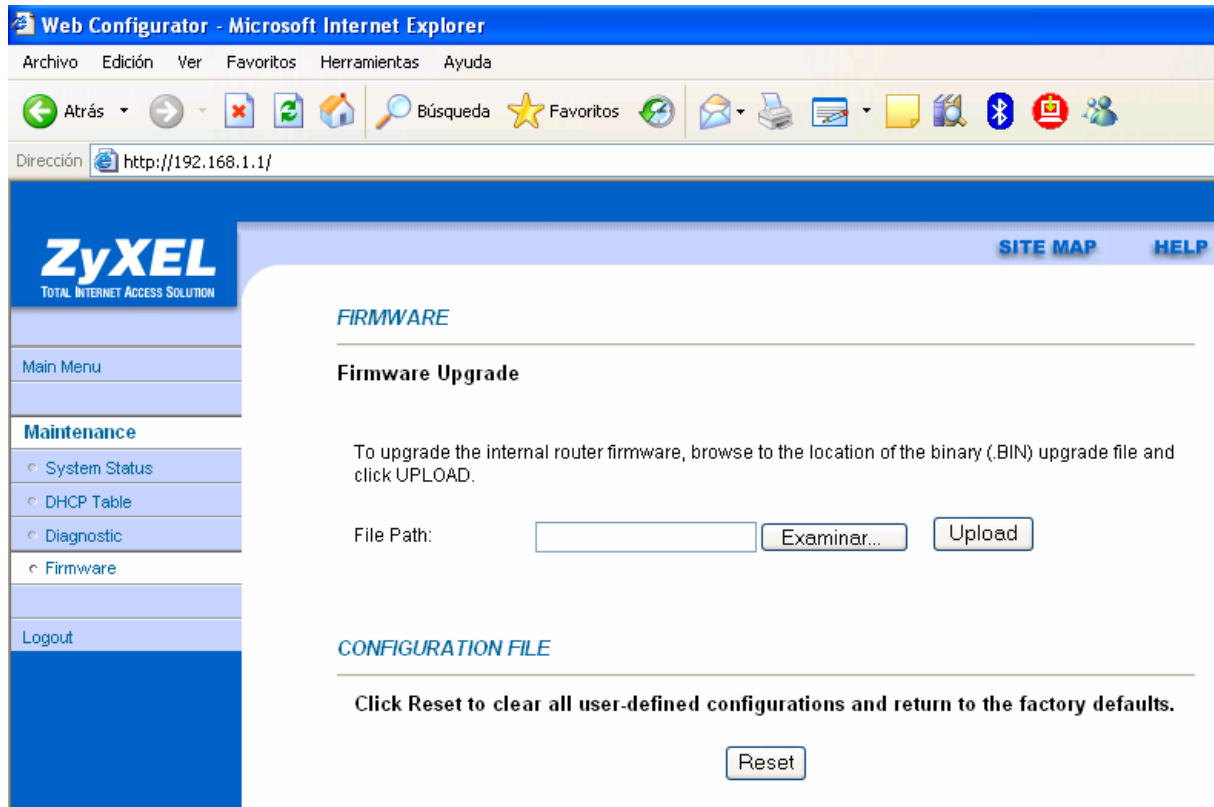 Web Configurator - Microsoft Internet Explorer
Archivo Edición Ver Favoritos Herramientas Ayuda
Atrás Búsqueda Favoritos
Dirección http://192.168.1.1/
ZyXEL
TOTAL INTERNET ACCESS SOLUTION
SITE MAP HELP
Main Menu
Maintenance
System Status
DHCP Table
Diagnostic
Firmware
Logout
FIRMWARE
Firmware Upgrade
To upgrade the internal router firmware, browse to the location of the binary (.BIN) upgrade file and
click UPLOAD.
File Path: Examinar... Upload
CONFIGURATION FILE
Click Reset to clear all user-defined configurations and return to the factory defaults.
Reset